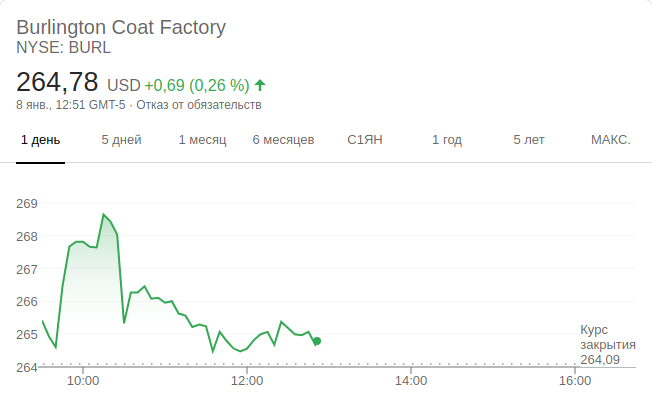 Burlington Coat Factory
NYSE: BURL
264,78 USD +0,69 (0,26 %)
8 янв., 12:51 GMT-5 · Отказ от обязательств
1 день 5 дней 1 месяц 6 месяцев С1ЯН 1 год 5 лет МАКС.
269
268
267
266
265
264
Курс
закрытия
264,09
10:00 12:00 14:00 16:00